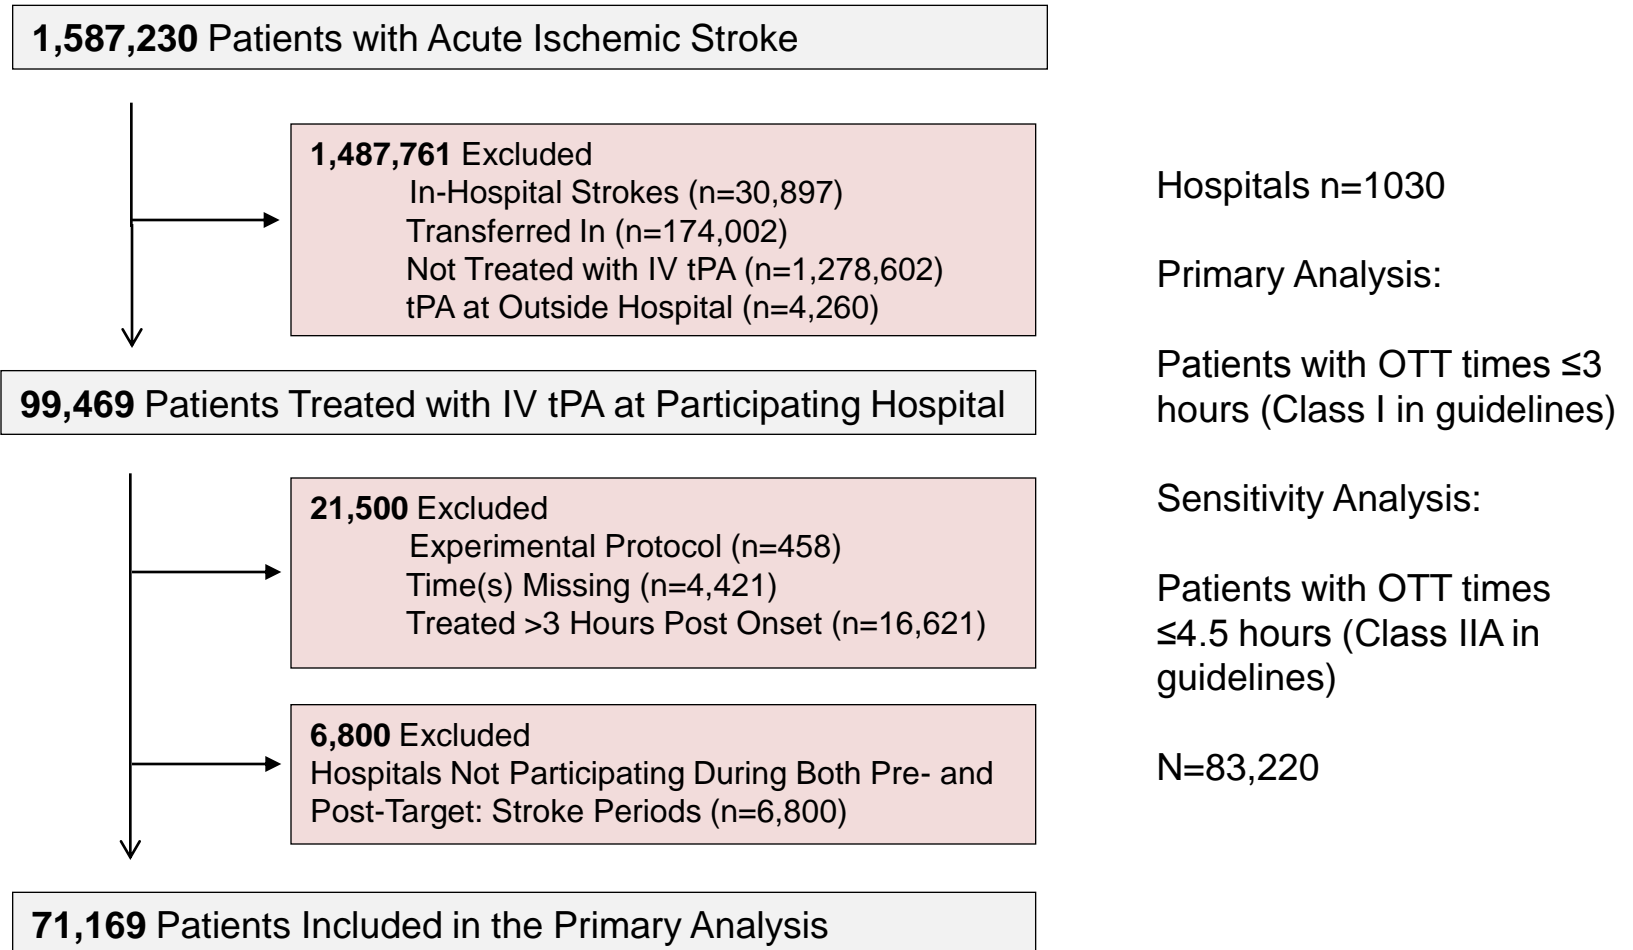 1,587,230 Patients with Acute Ischemic Stroke
1,487,761 Excluded
In-Hospital Strokes (n=30,897)
Transferred In (n=174,002)
Not Treated with IV tPA (n=1,278,602)
tPA at Outside Hospital (n=4,260)
99,469 Patients Treated with IV tPA at Participating Hospital
21,500 Excluded
Experimental Protocol (n=458)
Time(s) Missing (n=4,421)
Treated >3 Hours Post Onset (n=16,621)
6,800 Excluded
Hospitals Not Participating During Both Pre- and
Post-Target: Stroke Periods (n=6,800)
71,169 Patients Included in the Primary Analysis
Hospitals n=1030
Primary Analysis:
Patients with OTT times ≤3
hours (Class I in guidelines)
Sensitivity Analysis:
Patients with OTT times
≤4.5 hours (Class IIA in
guidelines)
N=83,220